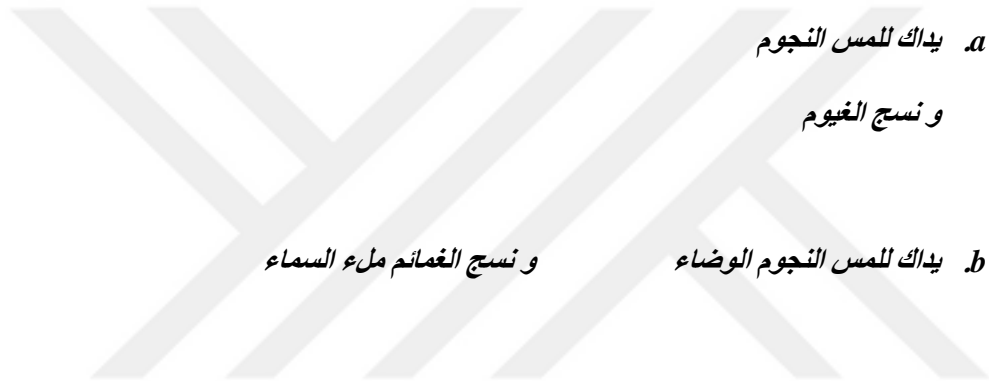 a. يداك للمس النجوم
و نسج الغيوم
b. يداك للمس النجوم الوضاء و نسج الغمائم ملء السماء